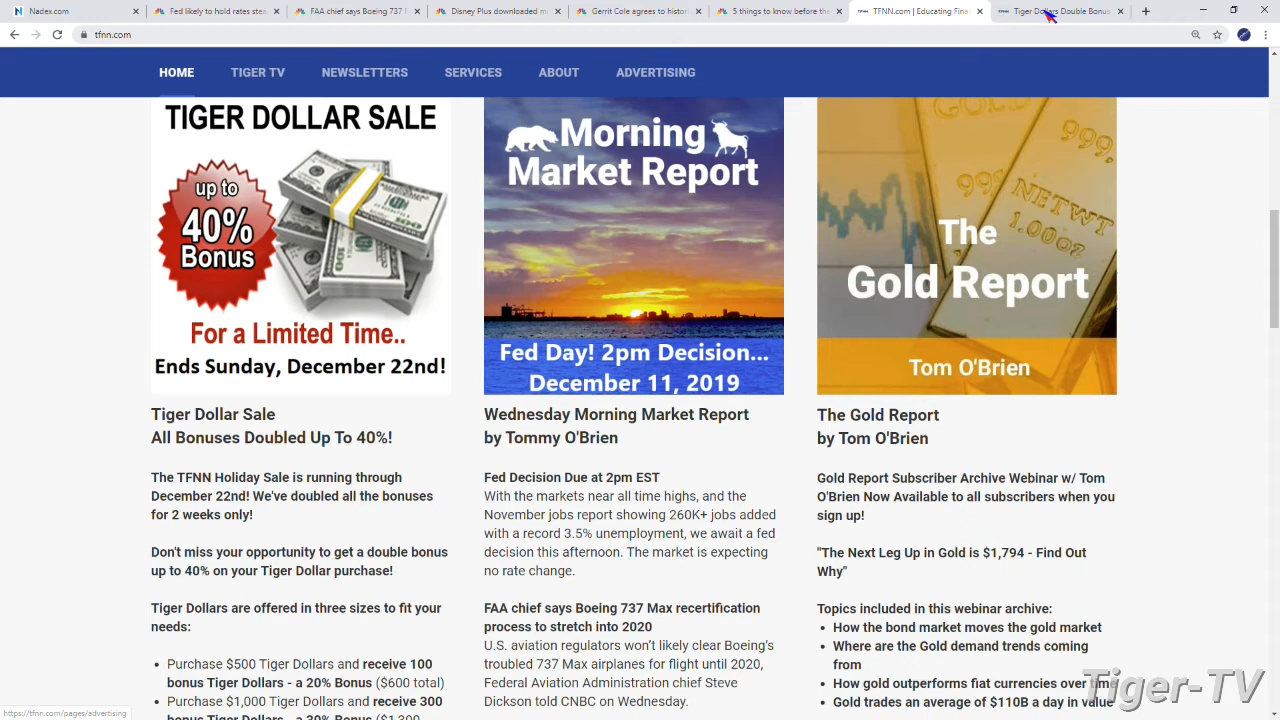 Nadex.com
Fed likely to hold rates stea
FAA chief says Boeing 737 M
Disney Plus downloaded m
Gerrit Cole agrees to histor
5 things to know before the
TFNN.com | Educating Finan
Tiger Dollars Double Bonus
tfnn.com
HOME
TIGER TV
NEWSLETTERS
SERVICES
ABOUT
ADVERTISING
TIGER DOLLAR SALE
up to
40%
Bonus
For a Limited Time..
Ends Sunday, December 22nd!
Tiger Dollar Sale
All Bonuses Doubled Up To 40%!
The TFNN Holiday Sale is running through
December 22nd! We've doubled all the bonuses
for 2 weeks only!
Don't miss your opportunity to get a double bonus
up to 40% on your Tiger Dollar purchase!
Tiger Dollars are offered in three sizes to fit your
needs:
• Purchase $500 Tiger Dollars and receive 100
bonus Tiger Dollars - a 20% Bonus ($600 total)
• Purchase $1,000 Tiger Dollars and receive 300
bonus Tiger Dollars - a 30% Bonus ($1,300
Morning
Market Report
Fed Day! 2pm Decision...
December 11, 2019
Wednesday Morning Market Report
by Tommy O'Brien
Fed Decision Due at 2pm EST
With the markets near all time highs, and the
November jobs report showing 260K+ jobs added
with a record 3.5% unemployment, we await a fed
decision this afternoon. The market is expecting
no rate change.
FAA chief says Boeing 737 Max recertification
process to stretch into 2020
U.S. aviation regulators won't likely clear Boeing's
troubled 737 Max airplanes for flight until 2020,
Federal Aviation Administration chief Steve
Dickson told CNBC on Wednesday.
GOLD
999.
999
NETWT
1.00OZ
The
Gold Report
Tom O'Brien
The Gold Report
by Tom O'Brien
Gold Report Subscriber Archive Webinar w/ Tom
O'Brien Now Available to all subscribers when you
sign up!
"The Next Leg Up in Gold is $1,794 - Find Out
Why"
Topics included in this webinar archive:
• How the bond market moves the gold market
• Where are the Gold demand trends coming
from
• How gold outperforms fiat currencies over time
• Gold trades an average of $110B a day in value
Tiger-TV
https://tfnn.com/pages/advertising